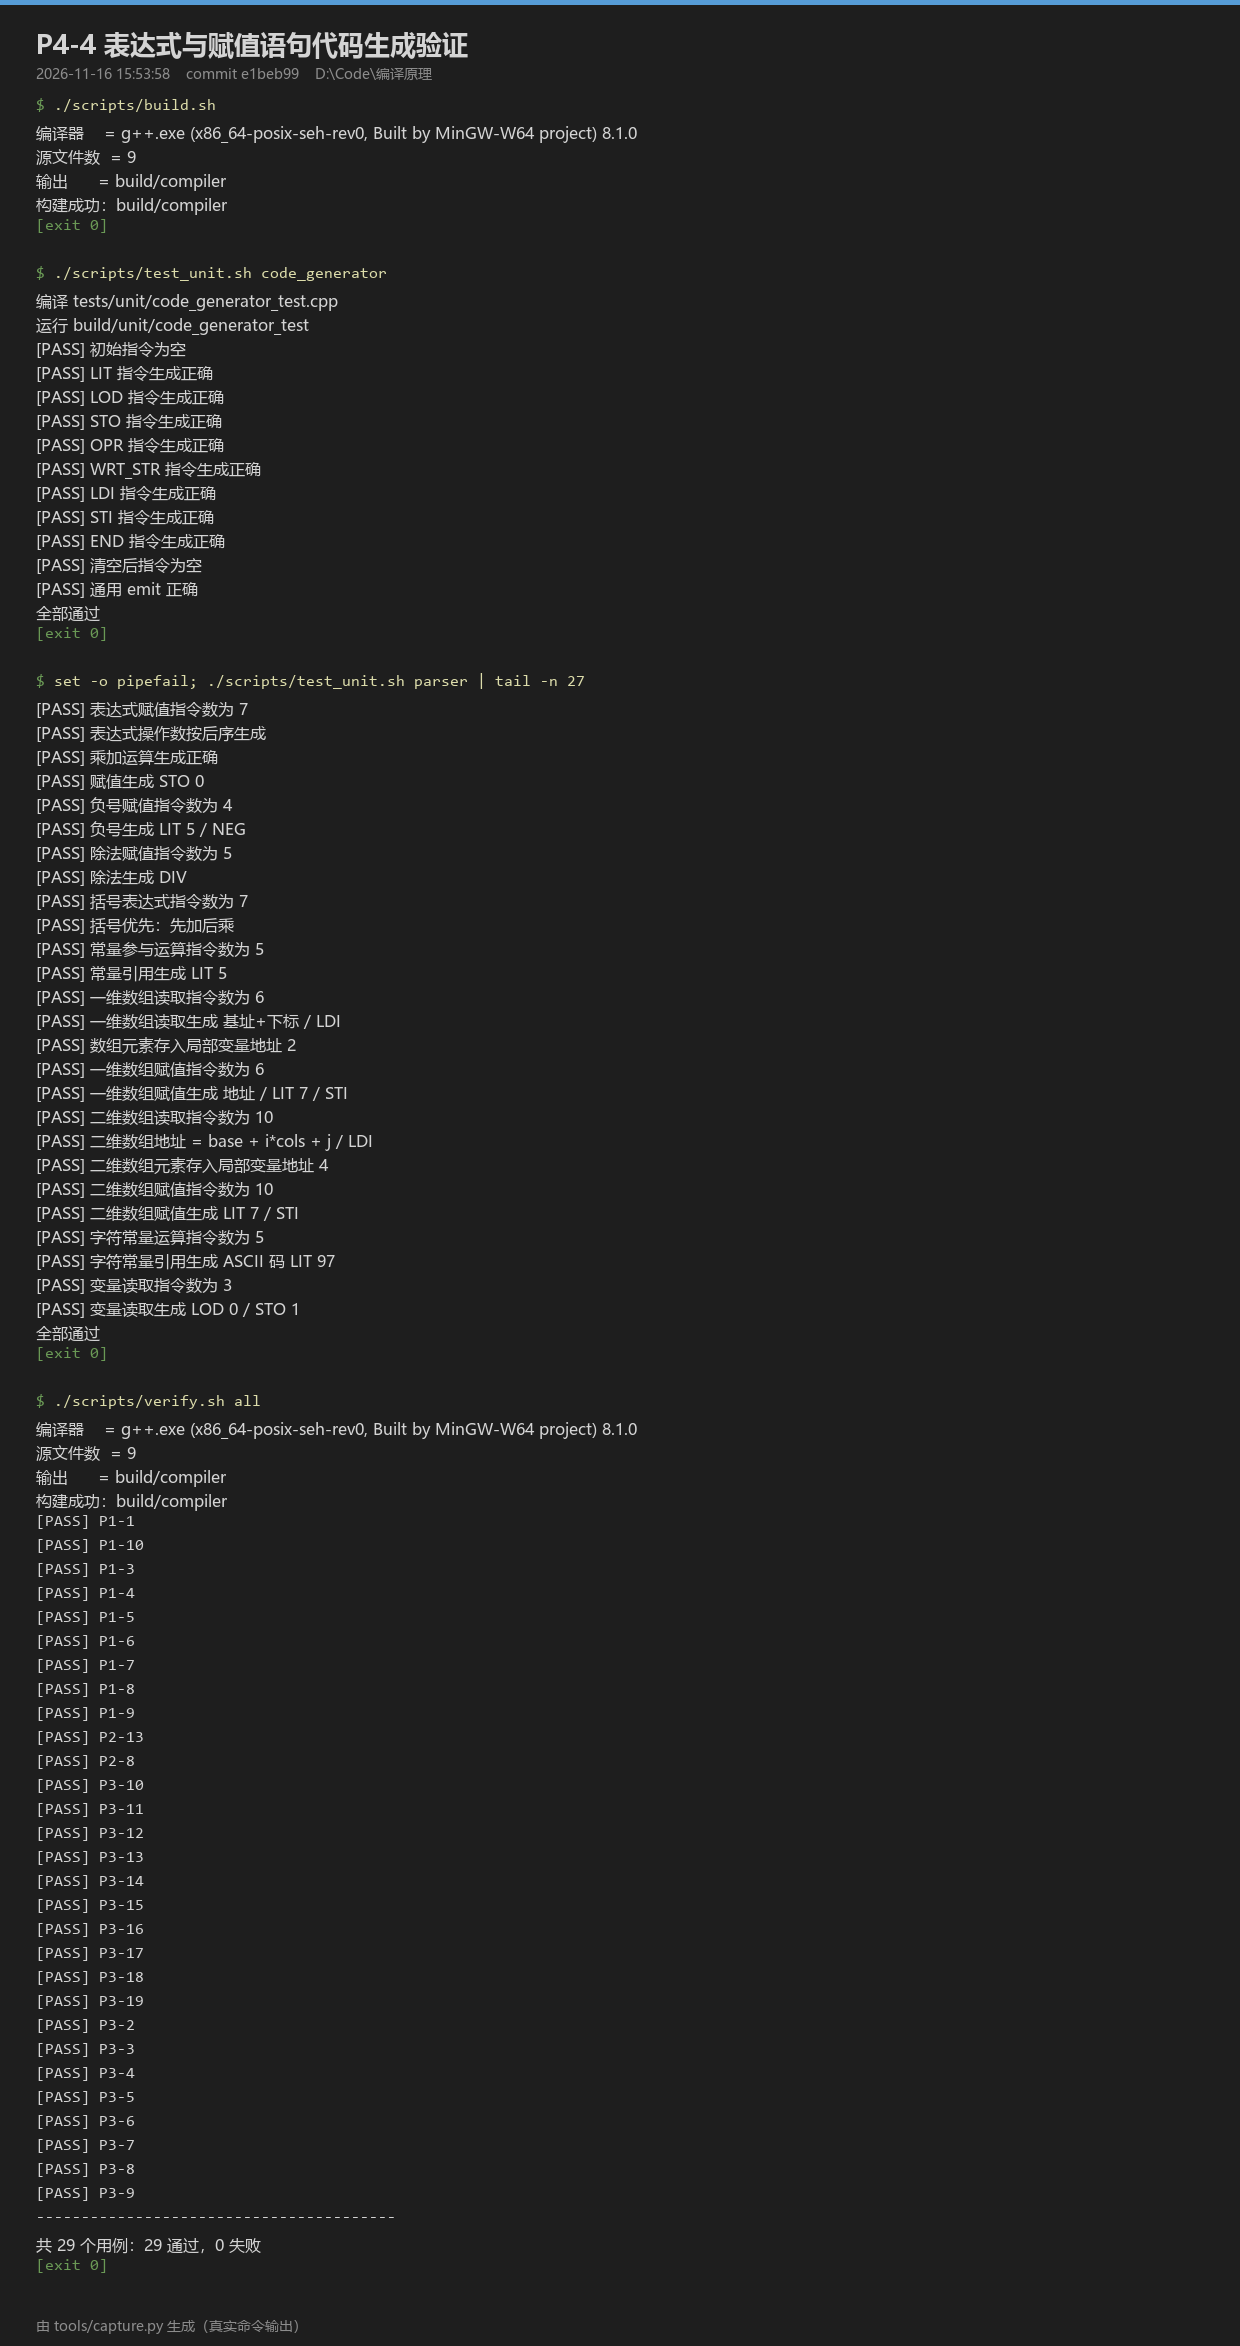 P4-4 表达式与赋值语句代码生成验证
2026-11-16 15:53:58 commit e1beb99 D:\Code\编译原理
$ ./scripts/build.sh
编译器 = g++.exe (x86_64-posix-seh-rev0, Built by MinGW-W64 project) 8.1.0
源文件数 = 9
输出 = build/compiler
构建成功：build/compiler
[exit 0]
$ ./scripts/test_unit.sh code_generator
编译 tests/unit/code_generator_test.cpp
运行 build/unit/code_generator_test
[PASS] 初始指令为空
[PASS] LIT 指令生成正确
[PASS] LOD 指令生成正确
[PASS] STO 指令生成正确
[PASS] OPR 指令生成正确
[PASS] WRT_STR 指令生成正确
[PASS] LDI 指令生成正确
[PASS] STI 指令生成正确
[PASS] END 指令生成正确
[PASS] 清空后指令为空
[PASS] 通用 emit 正确
全部通过
[exit 0]
$ set -o pipefail; ./scripts/test_unit.sh parser | tail -n 27
[PASS] 表达式赋值指令数为 7
[PASS] 表达式操作数按后序生成
[PASS] 乘加运算生成正确
[PASS] 赋值生成 STO 0
[PASS] 负号赋值指令数为 4
[PASS] 负号生成 LIT 5 / NEG
[PASS] 除法赋值指令数为 5
[PASS] 除法生成 DIV
[PASS] 括号表达式指令数为 7
[PASS] 括号优先：先加后乘
[PASS] 常量参与运算指令数为 5
[PASS] 常量引用生成 LIT 5
[PASS] 一维数组读取指令数为 6
[PASS] 一维数组读取生成 基址+下标 / LDI
[PASS] 数组元素存入局部变量地址 2
[PASS] 一维数组赋值指令数为 6
[PASS] 一维数组赋值生成 地址 / LIT 7 / STI
[PASS] 二维数组读取指令数为 10
[PASS] 二维数组地址 = base + i*cols + j / LDI
[PASS] 二维数组元素存入局部变量地址 4
[PASS] 二维数组赋值指令数为 10
[PASS] 二维数组赋值生成 LIT 7 / STI
[PASS] 字符常量运算指令数为 5
[PASS] 字符常量引用生成 ASCII 码 LIT 97
[PASS] 变量读取指令数为 3
[PASS] 变量读取生成 LOD 0 / STO 1
全部通过
[exit 0]
$ ./scripts/verify.sh all
编译器 = g++.exe (x86_64-posix-seh-rev0, Built by MinGW-W64 project) 8.1.0
源文件数 = 9
输出 = build/compiler
构建成功：build/compiler
[PASS] P1-1
[PASS] P1-10
[PASS] P1-3
[PASS] P1-4
[PASS] P1-5
[PASS] P1-6
[PASS] P1-7
[PASS] P1-8
[PASS] P1-9
[PASS] P2-13
[PASS] P2-8
[PASS] P3-10
[PASS] P3-11
[PASS] P3-12
[PASS] P3-13
[PASS] P3-14
[PASS] P3-15
[PASS] P3-16
[PASS] P3-17
[PASS] P3-18
[PASS] P3-19
[PASS] P3-2
[PASS] P3-3
[PASS] P3-4
[PASS] P3-5
[PASS] P3-6
[PASS] P3-7
[PASS] P3-8
[PASS] P3-9
----------------------------------------
共 29 个用例：29 通过，0 失败
[exit 0]
由 tools/capture.py 生成（真实命令输出）